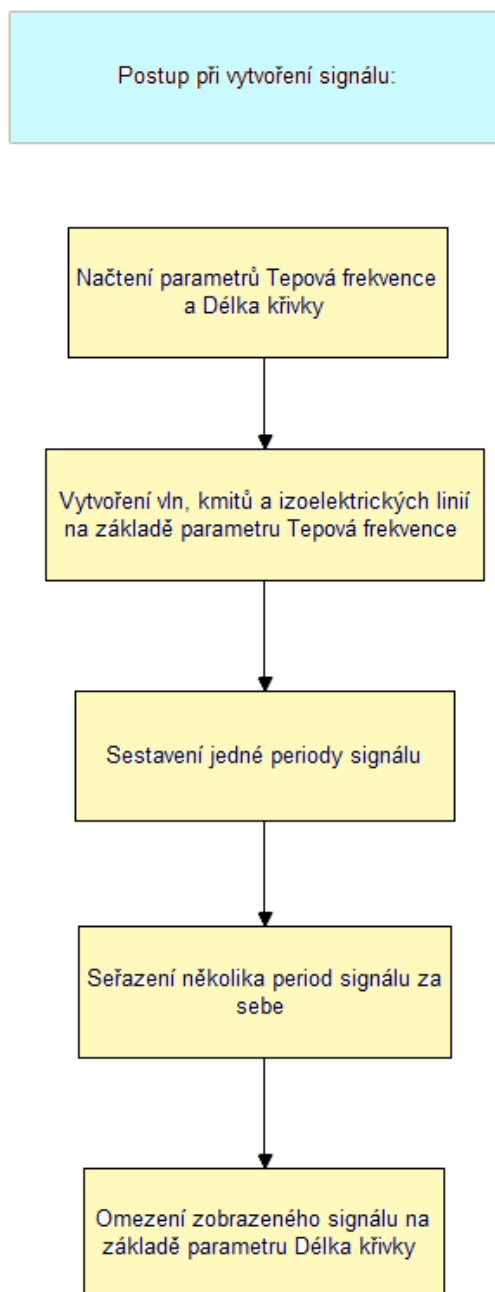 Postup při vytvoření signálu:
Načtení parametrů Tepová frekvence
a Délka křivky
Vytvoření vln, kmitů a izoelektrických linií
na základě parametru Tepová frekvence
Sestavení jedné periody signálu
Seřazení několika period signálu za
sebe
Omezení zobrazeného signálu na
základě parametru Délka křivky